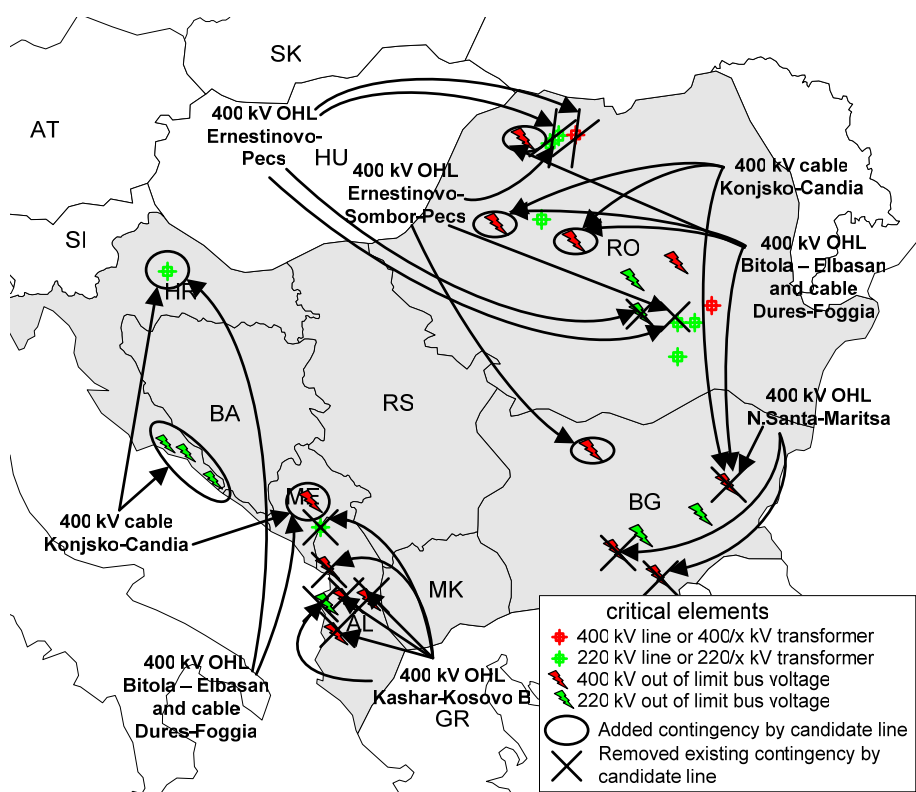 SK
AT
400 kV OHL
Ernestinovo-
Pecs
HU
400 kV OHL
Ernestinovo-
Sombor-Pecs
400 kV cable
Konjsko-Candia
SI
RO
400 kV OHL
Bitola – Elbasan
and cable
Dures-Foggia
HR
BA
RS
400 kV OHL
N.Santa-Maritsa
ME
BG
400 kV cable
Konjsko-Candia
MK
AL
400 kV OHL
Bitola – Elbasan
and cable
Dures-Foggia
400 kV OHL
Kashar-Kosovo B
GR
critical elements
400 kV line or 400/x kV transformer
220 kV line or 220/x kV transformer
400 kV out of limit bus voltage
220 kV out of limit bus voltage
Added contingency by candidate line
Removed existing contingency by
candidate line